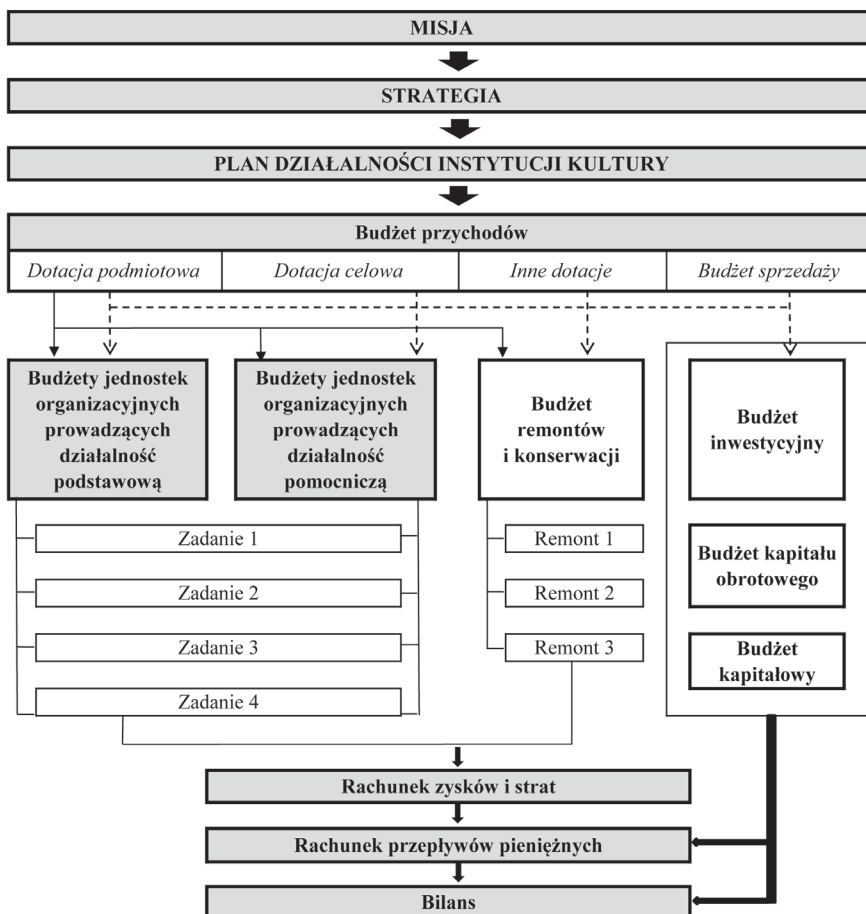 MISJA
STRATEGIA
PLAN DZIAŁALNOŚCI INSTYTUCJI KULTURY
Budżet przychodów
Dotacja podmiotowa
Dotacja celowa
Inne dotacje
Budżet sprzedaży
Budżety jednostek
organizacyjnych
prowadzących
działalność
podstawową
Budżety jednostek
organizacyjnych
prowadzących
działalność
pomocniczą
Budżet
remontów
i konserwacji
Budżet
inwestycyjny
Zadanie 1
Zadanie 2
Zadanie 3
Zadanie 4
Remont 1
Remont 2
Remont 3
Budżet kapitału
obrotowego
Budżet
kapitałowy
Rachunek zysków i strat
Rachunek przepływów pieniężnych
Bilans